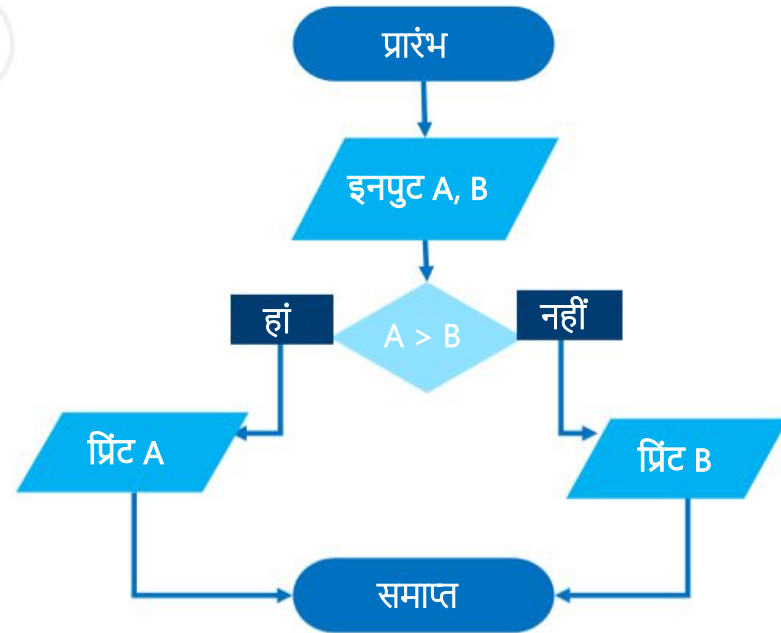 प्रारंभ
इनपुट A, B
हां
A > B
नहीं
प्रिंट A
प्रिंट B
समाप्त